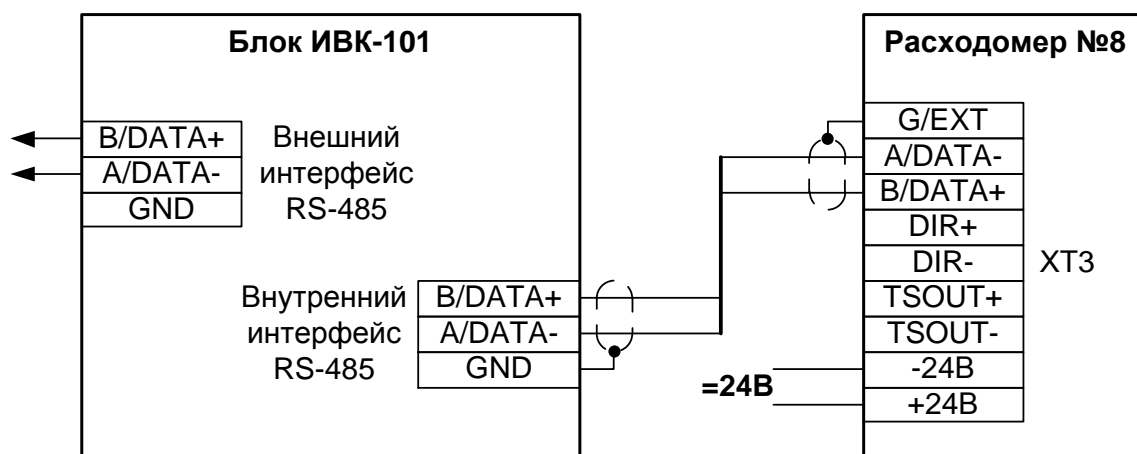 Блок ИВК-101
B/DATA+
A/DATA-
GND
Внешний
интерфейс
RS-485
Внутренний
интерфейс
RS-485
B/DATA+
A/DATA-
GND
Расходомер №8
G/EXT
A/DATA-
B/DATA+
DIR+
DIR-
TSOUT+
TSOUT-
-24В
+24В
XT3
=24В